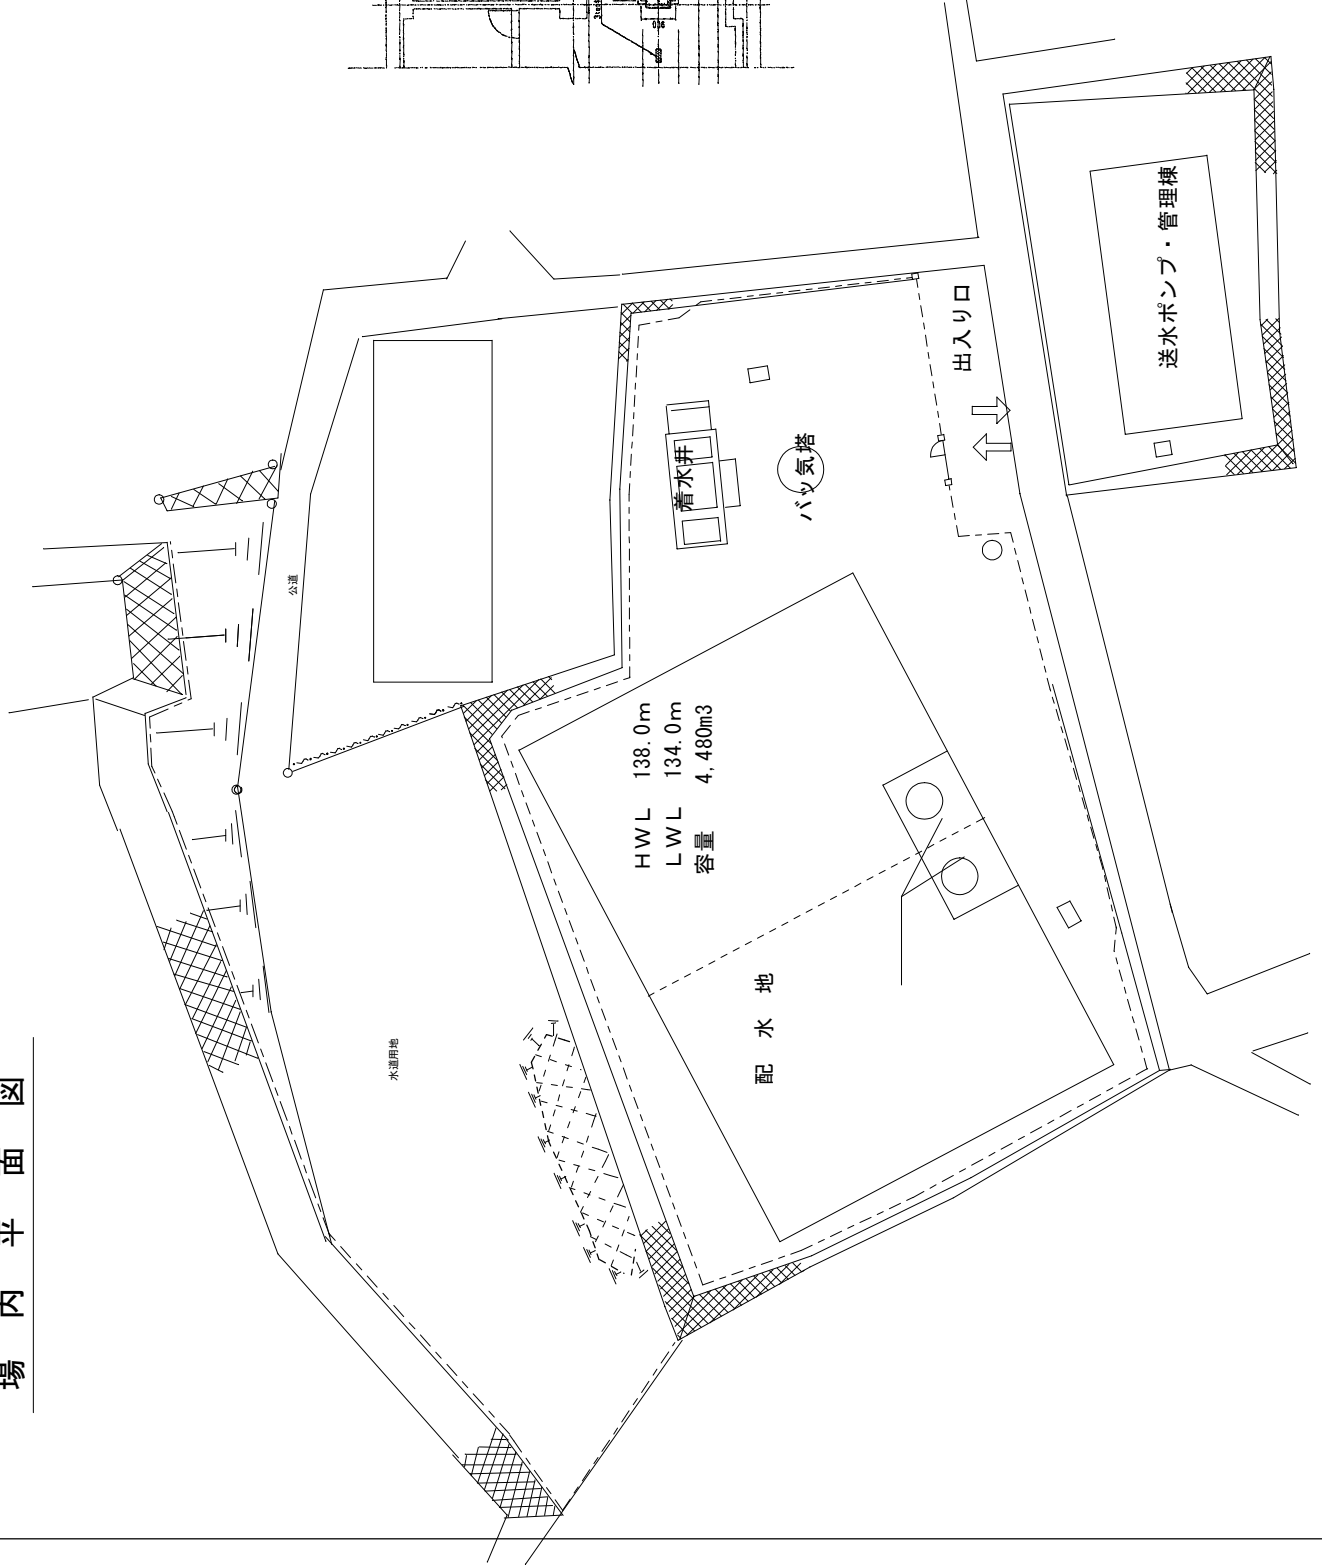 場内平面図
公道
水道用地
着水井
バッ気塔
出入り口
送水ポンプ・管理棟
HWL 138.0m
LWL 134.0m
容量 4,480m3
配水地